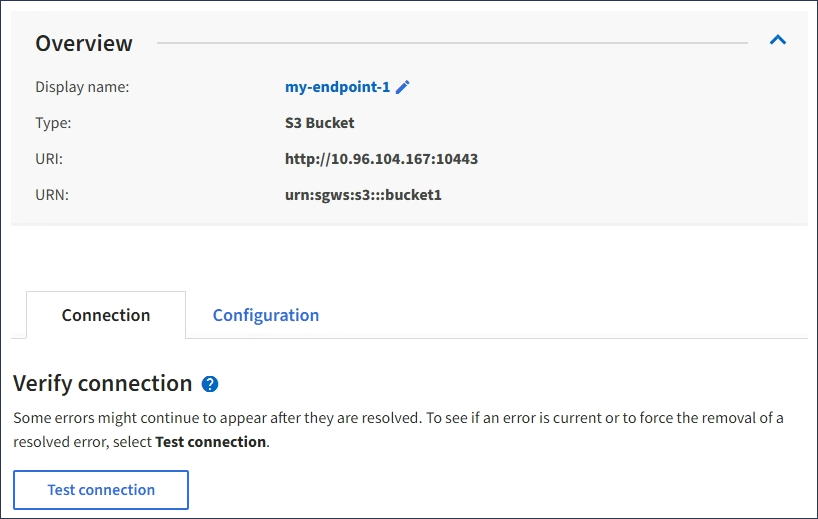 Overview
Display name: my-endpoint-1
Type: S3 Bucket
URI: http://10.96.104.167:10443
URN: urn:sgws:s3:::bucket1
Connection Configuration
Verify connection ?
Some errors might continue to appear after they are resolved. To see if an error is current or to force the removal of a
resolved error, select Test connection.
Test connection